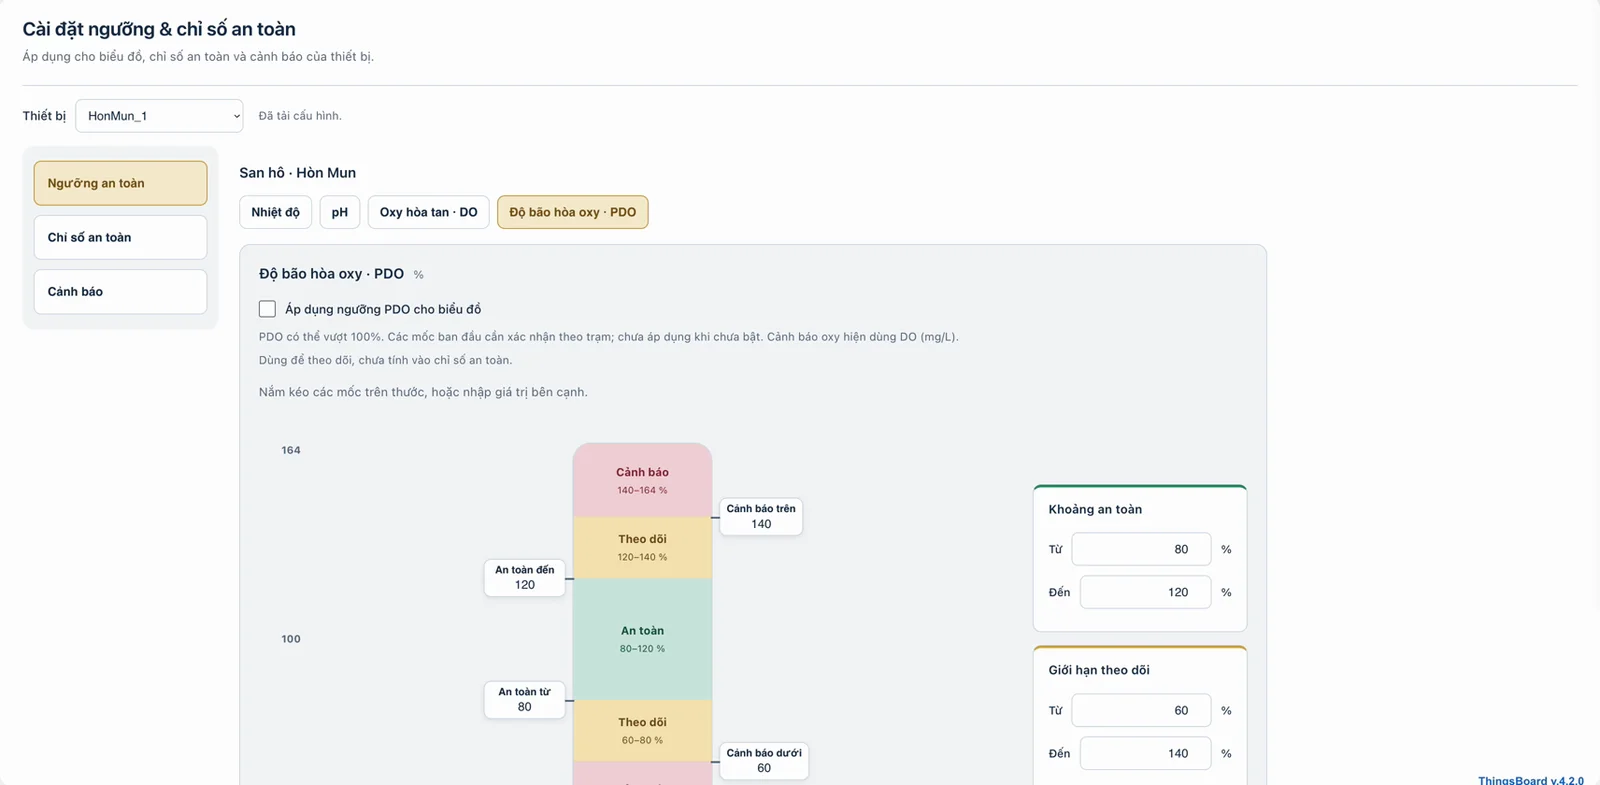 Cài đặt ngưỡng & chỉ số an toàn
Áp dụng cho biểu đồ, chỉ số an toàn và cảnh báo của thiết bị.
Thiết bị
HonMun_1
Đã tải cấu hình.
Ngưỡng an toàn
Chỉ số an toàn
Cảnh báo
San hô · Hòn Mun
Nhiệt độ
pH
Oxy hòa tan · DO
Độ bão hòa oxy · PDO
Độ bão hòa oxy · PDO %
Áp dụng ngưỡng PDO cho biểu đồ
PDO có thể vượt 100%. Các mốc ban đầu cần xác nhận theo trạm; chưa áp dụng khi chưa bật. Cảnh báo oxy hiện dùng DO (mg/L).
Dùng để theo dõi, chưa tính vào chỉ số an toàn.
Nắm kéo các mốc trên thước, hoặc nhập giá trị bên cạnh.
164
100
Cảnh báo
140–164 %
Theo dõi
120–140 %
An toàn
80–120 %
Theo dõi
60–80 %
Cảnh báo trên
140
An toàn đến
120
An toàn từ
80
Cảnh báo dưới
60
Khoảng an toàn
Từ 80 %
Đến 120 %
Giới hạn theo dõi
Từ 60 %
Đến 140 %
ThingsBoard v.4.2.0